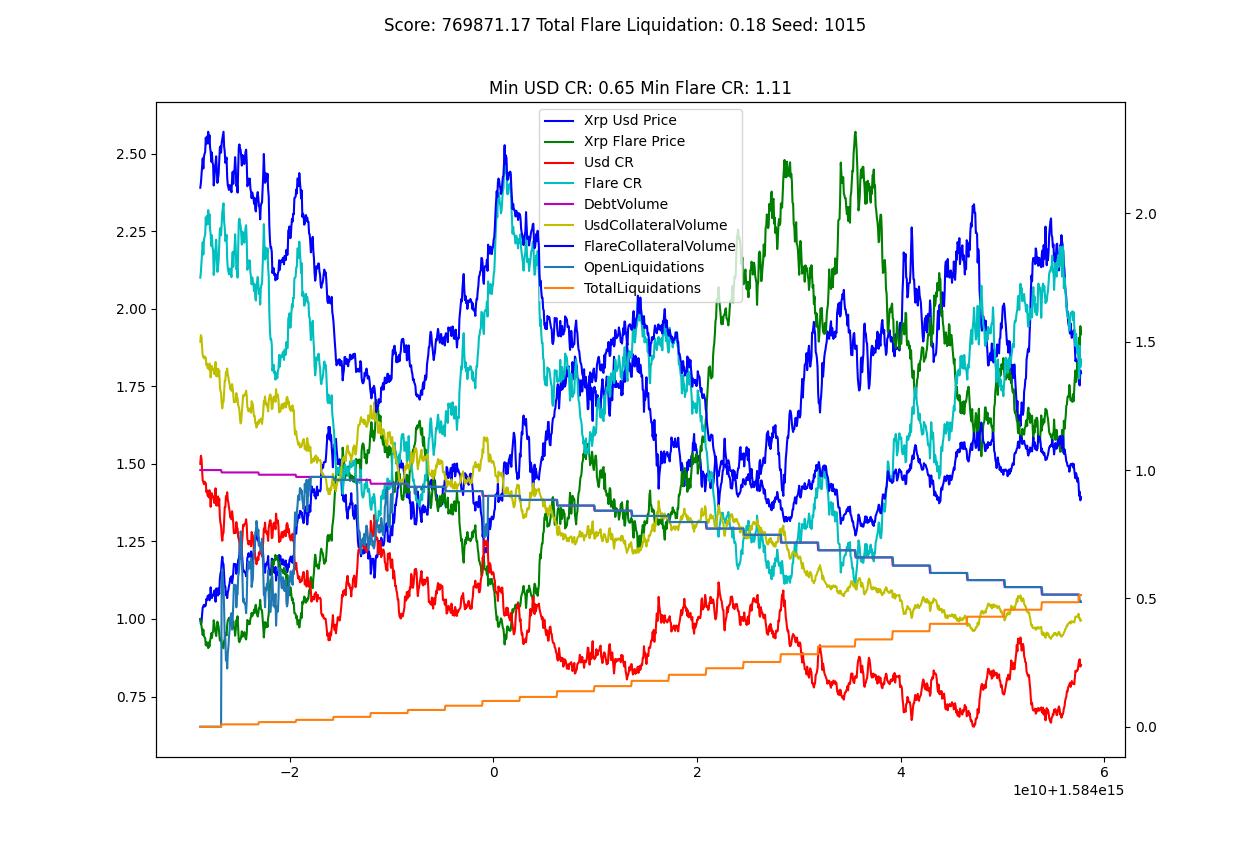 Score: 769871.17 Total Flare Liquidation: 0.18 Seed: 1015
Min USD CR: 0.65 Min Flare CR: 1.11
Xrp Usd Price
Xrp Flare Price
Usd CR
Flare CR
DebtVolume
UsdCollateralVolume
FlareCollateralVolume
OpenLiquidations
TotalLiquidations
2.50
2.25
2.00
1.75
1.50
1.25
1.00
0.75
2.0
1.5
1.0
0.5
0.0
−2 0 2 4 6
1e10+1.584e15